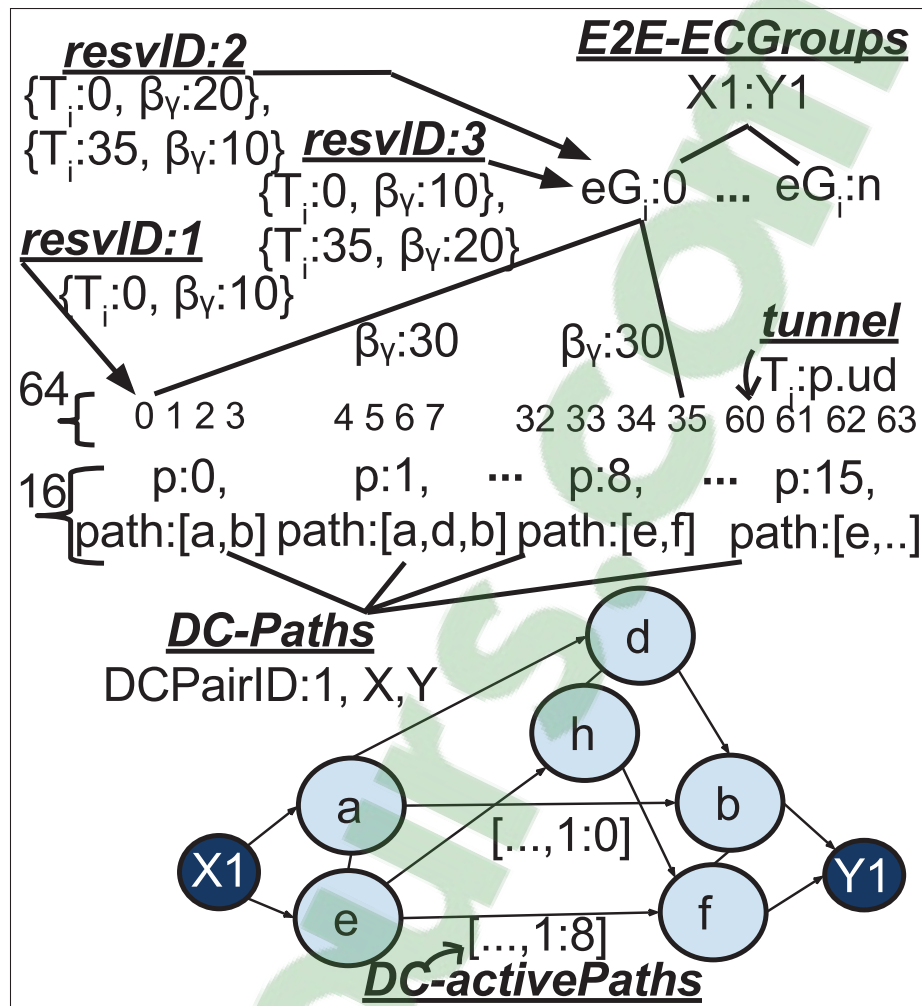 resvID:2
{Ti:0, βγ:20},
{Ti:35, βγ:10}
E2E-ECGroups
X1:Y1
resvID:3
{Ti:0, βγ:10},
{Ti:35, βγ:20}
eGi:0 ... eGi:n
resvID:1
{Ti:0, βγ:10}
βγ:30 βγ:30
tunnel
Ti:p.ud
64
0 1 2 3 4 5 6 7 32 33 34 35 60 61 62 63
16
p:0, p:1, ... p:8, ... p:15,
path:[a,b] path:[a,d,b] path:[e,f] path:[e,..]
DC-Paths
DCPairID:1, X,Y
d
h
a
b
[...,1:0]
X1
Y1
e
f
[...,1:8]
DC-activePaths